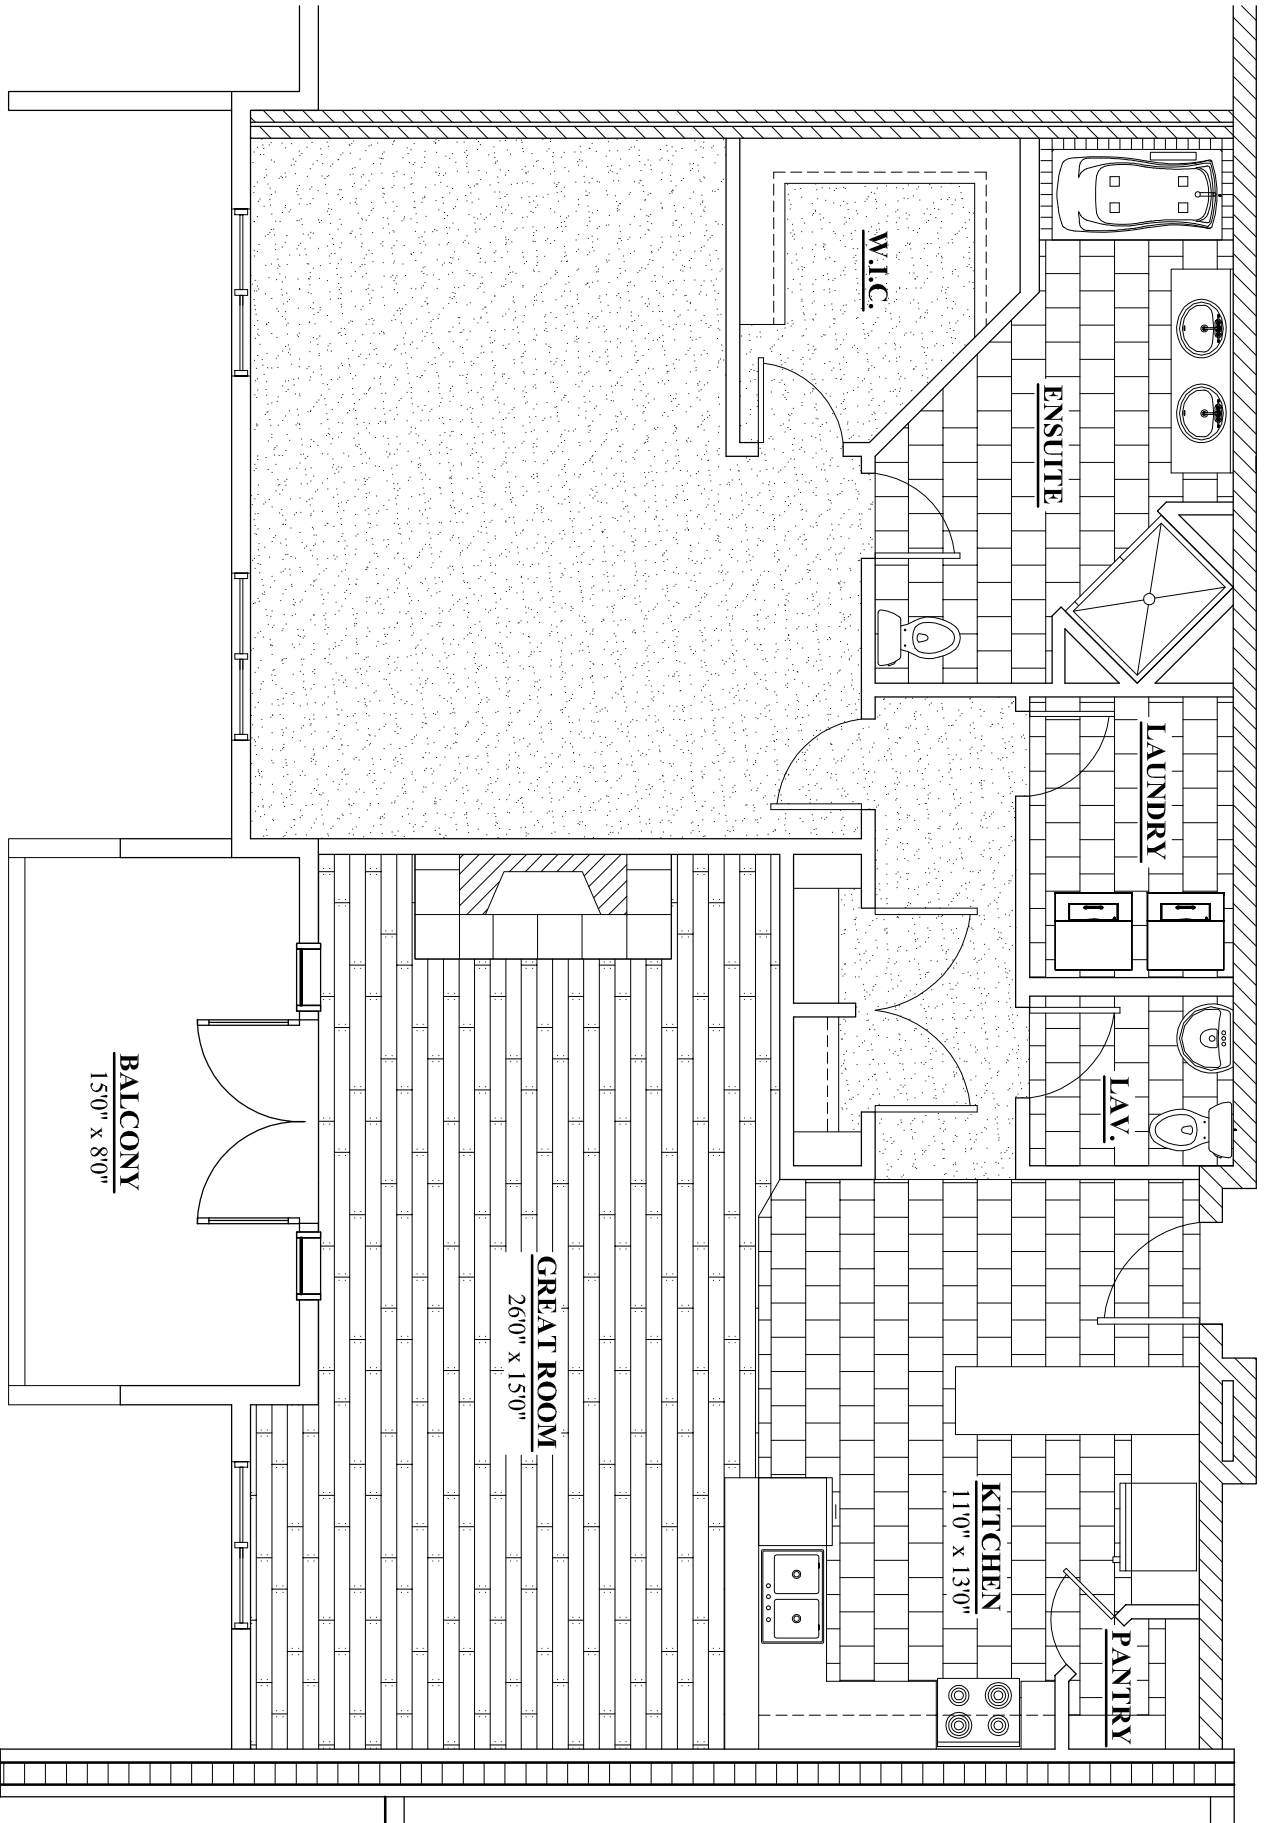 W.I.C.
ENSUITE
LAUNDRY
LAV.
BALCONY
15'0" x 8'0"
GREAT ROOM
26'0" x 15'0"
KITCHEN
11'0" x 13'0"
PANTRY